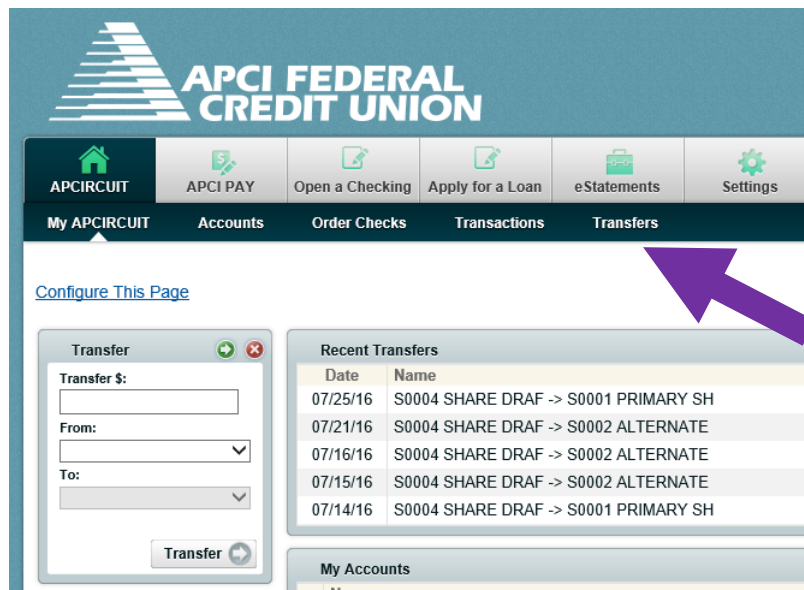 APCI FEDERAL
CREDIT UNION
APCIRCUIT APCI PAY Open a Checking Apply for a Loan eStatements Settings
My APCIRCUIT Accounts Order Checks Transactions Transfers
Configure This Page
Transfer
Transfer $:
From:
To:
Transfer
Recent Transfers
Date Name
07/25/16 S0004 SHARE DRAF -> S0001 PRIMARY SH
07/21/16 S0004 SHARE DRAF -> S0002 ALTERNATE
07/16/16 S0004 SHARE DRAF -> S0002 ALTERNATE
07/15/16 S0004 SHARE DRAF -> S0002 ALTERNATE
07/14/16 S0004 SHARE DRAF -> S0001 PRIMARY SH
My Accounts